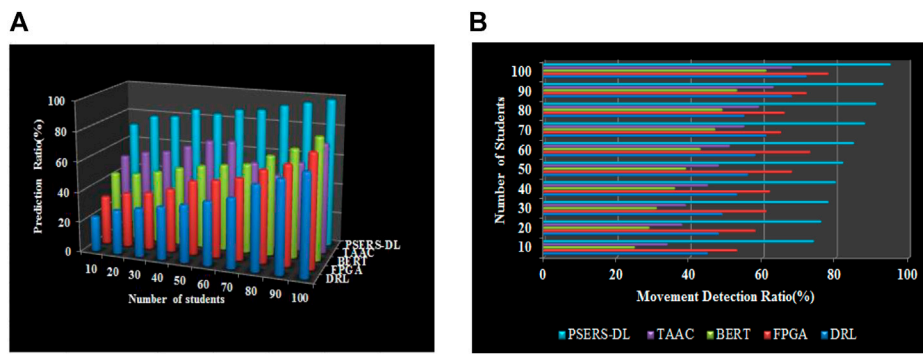 A
B
100
80
60
40
20
0
Prediction Ratio(%)
10 20 30 40 50 60 70 80 90 100
Number of students
PSERS-DL
TAAC
BERT
FPGA
DRL
Number of Students
100
90
80
70
60
50
40
30
20
10
0 20 40 60 80 100
Movement Detection Ratio(%)
PSERS-DL TAAC BERT FPGA DRL